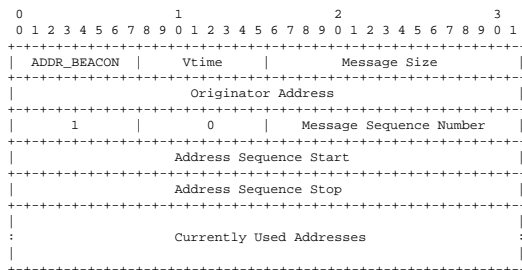 0                   1                   2                   3
0 1 2 3 4 5 6 7 8 9 0 1 2 3 4 5 6 7 8 9 0 1 2 3 4 5 6 7 8 9 0 1
+-+-+-+-+-+-+-+-+-+-+-+-+-+-+-+-+-+-+-+-+-+-+-+-+-+-+-+-+-+-+-+-
|  ADDR_BEACON  |     Vtime     |         Message Size          |
+-+-+-+-+-+-+-+-+-+-+-+-+-+-+-+-+-+-+-+-+-+-+-+-+-+-+-+-+-+-+-+-
|                      Originator Address                       |
+-+-+-+-+-+-+-+-+-+-+-+-+-+-+-+-+-+-+-+-+-+-+-+-+-+-+-+-+-+-+-+-
|       1       |        0      |    Message Sequence Number    |
+-+-+-+-+-+-+-+-+-+-+-+-+-+-+-+-+-+-+-+-+-+-+-+-+-+-+-+-+-+-+-+-
|                    Address Sequence Start                     |
+-+-+-+-+-+-+-+-+-+-+-+-+-+-+-+-+-+-+-+-+-+-+-+-+-+-+-+-+-+-+-+-
|                    Address Sequence Stop                      |
+-+-+-+-+-+-+-+-+-+-+-+-+-+-+-+-+-+-+-+-+-+-+-+-+-+-+-+-+-+-+-+-
|                                                               |
:                    Currently Used Addresses                   :
|                                                               |
+-+-+-+-+-+-+-+-+-+-+-+-+-+-+-+-+-+-+-+-+-+-+-+-+-+-+-+-+-+-+-+-